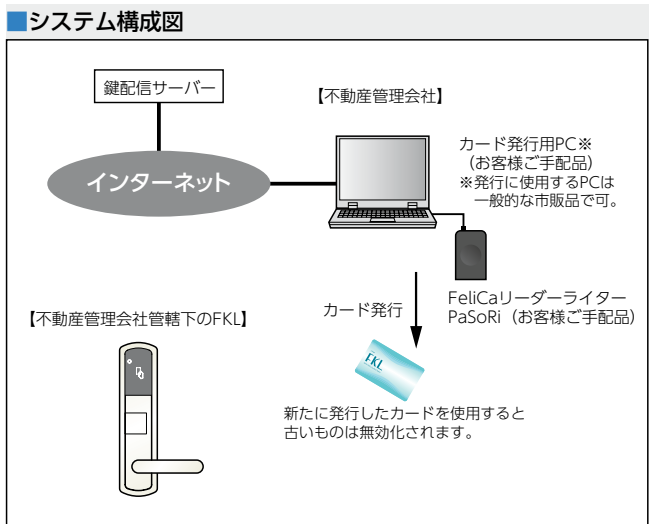 ■システム構成図
鍵配信サーバー
【不動産管理会社】
インターネット
カード発行用PC※
（お客様ご手配品）
※発行に使用するPCは
一般的な市販品で可。
FeliCaリーダーライター
PaSoRi（お客様ご手配品）
カード発行
【不動産管理会社管轄下のFKL】
FKL
新たに発行したカードを使用すると
古いものは無効化されます。